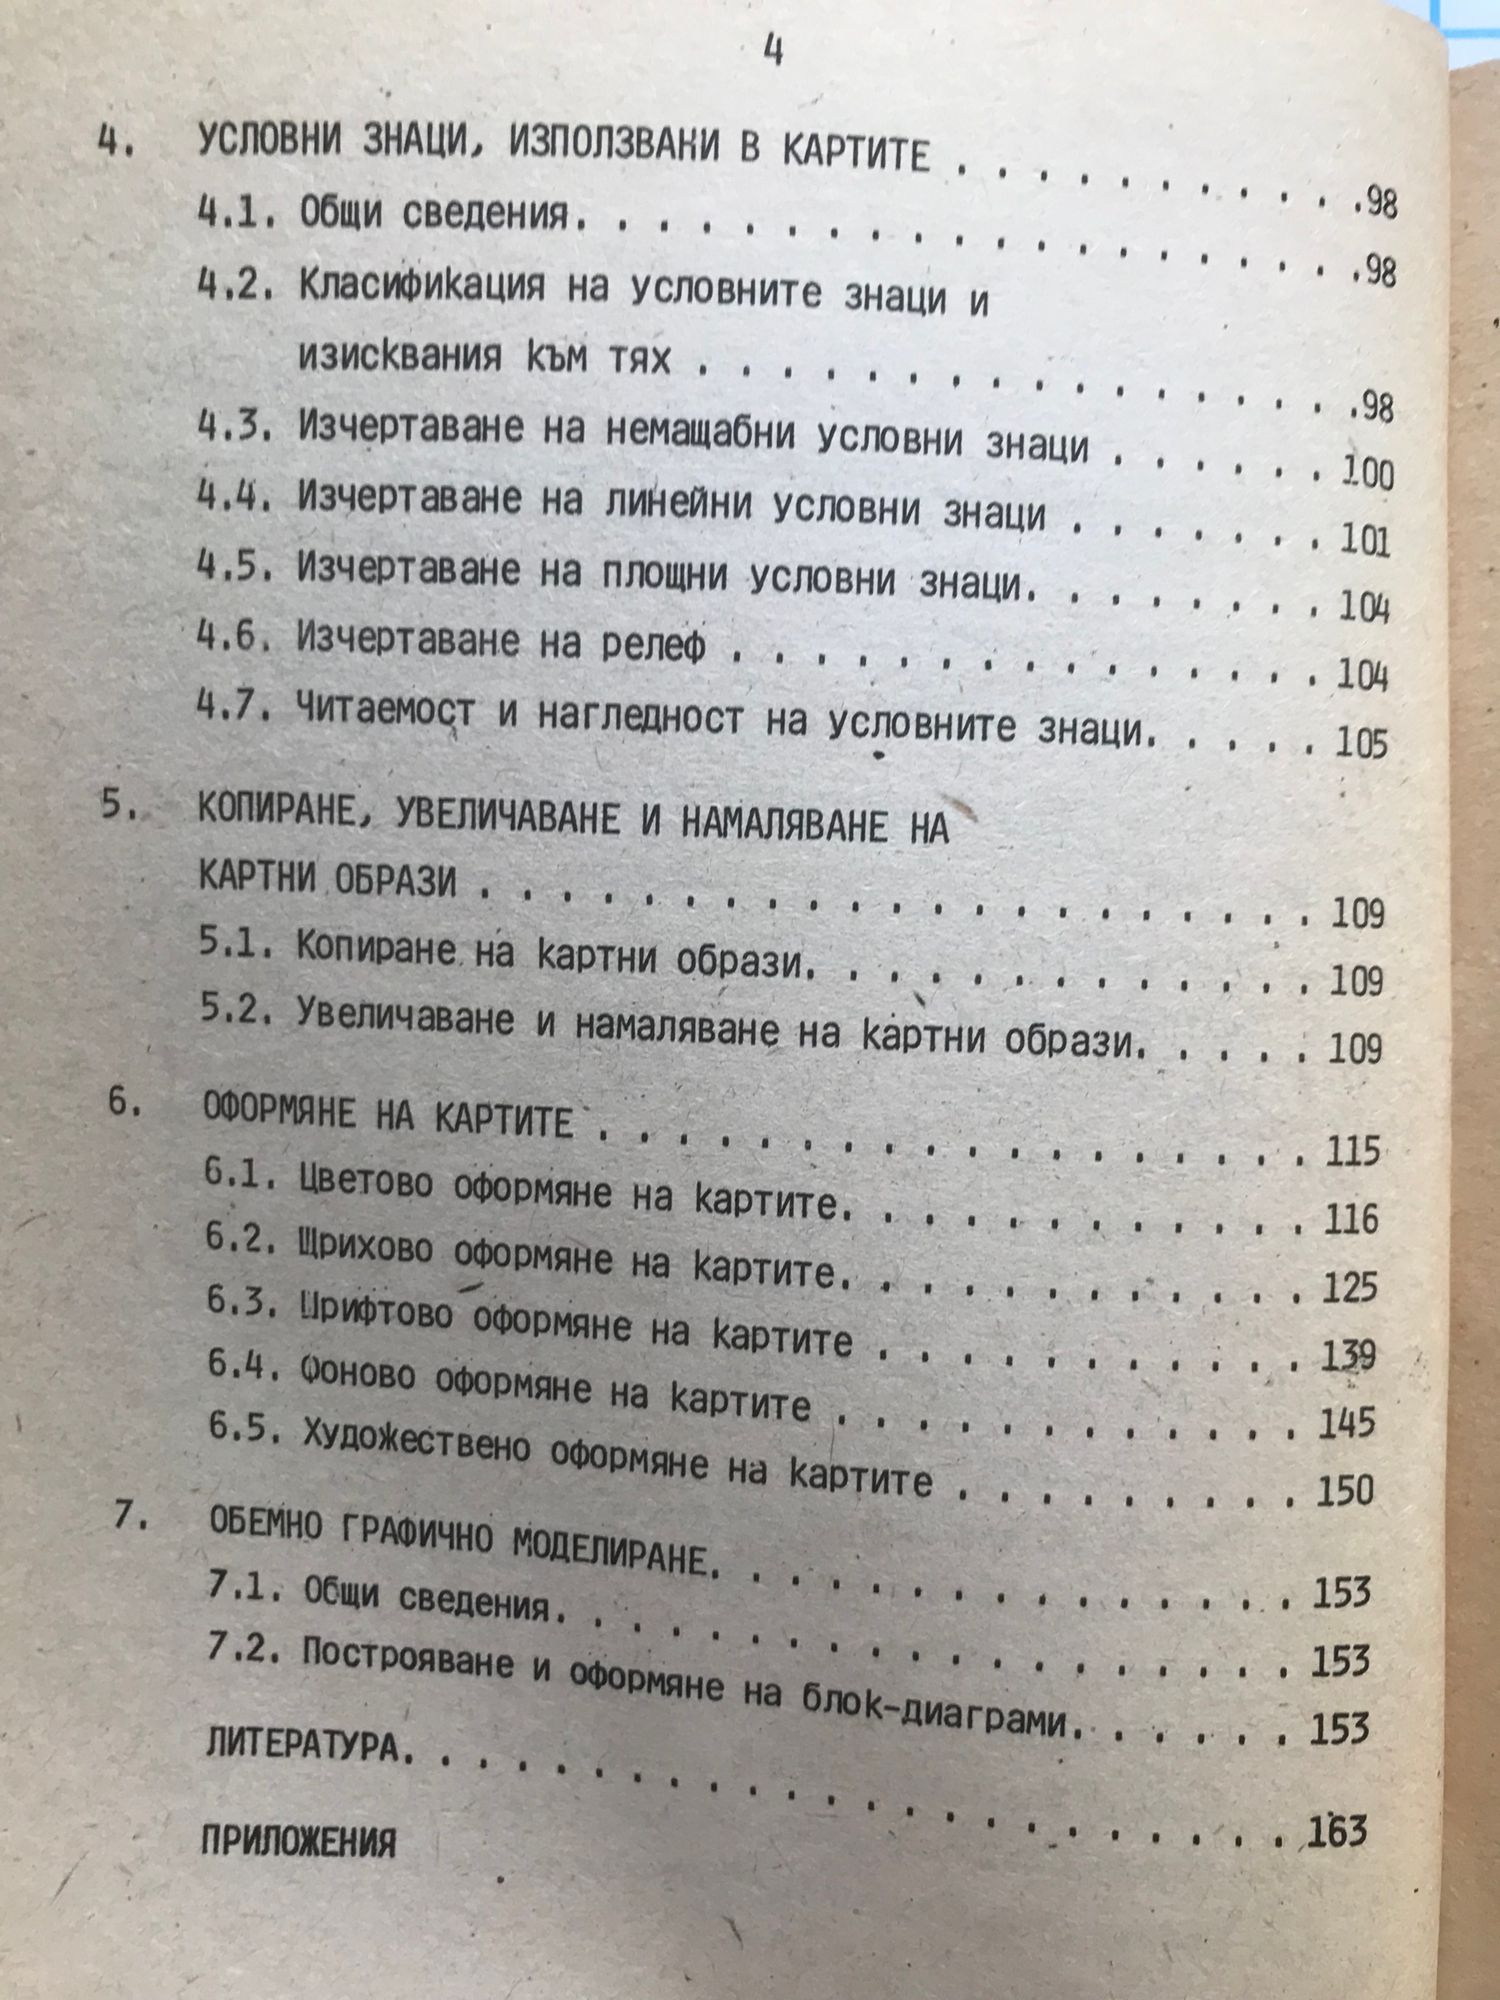 4
4. УСЛОВНИ ЗНАЦИ, ИЗПОЛЗВАНИ В КАРТИТЕ . . . . . . . . . . .98
4.1. Общи сведения. . . . . . . . . . . . . . . . . . . .98
4.2. Класификация на условните знаци и
изисквания към тях . . . . . . . . . . . . . . . . .98
4.3. Изчертаване на немащабни условни знаци . . . . . . 100
4.4. Изчертаване на линейни условни знаци . . . . . . . 101
4.5. Изчертаване на площни условни знаци. . . . . . . . 104
4.6. Изчертаване на релеф . . . . . . . . . . . . . . . 104
4.7. Читаемост и нагледност на условните знаци. . . . . 105
5. КОПИРАНЕ, УВЕЛИЧАВАНЕ И НАМАЛЯВАНЕ НА
КАРТНИ ОБРАЗИ . . . . . . . . . . . . . . . . . . . . . 109
5.1. Копиране на картни образи. . . . . . . . . . . . . 109
5.2. Увеличаване и намаляване на картни образи. . . . . 109
6. ОФОРМЯНЕ НА КАРТИТЕ . . . . . . . . . . . . . . . . . . 115
6.1. Цветово оформяне на картите. . . . . . . . . . . . 116
6.2. Щрихово оформяне на картите. . . . . . . . . . . . 125
6.3. Шрифтово оформяне на картите . . . . . . . . . . . 139
6.4. Фоново оформяне на картите . . . . . . . . . . . . 145
6.5. Художествено оформяне на картите . . . . . . . . . 150
7. ОБЕМНО ГРАФИЧНО МОДЕЛИРАНЕ. . . . . . . . . . . . . . . 153
7.1. Общи сведения. . . . . . . . . . . . . . . . . . . 153
7.2. Построяване и оформяне на блок-диаграми. . . . . . 153
ЛИТЕРАТУРА. . . . . . . . . . . . . . . . . . . . . . . 163
ПРИЛОЖЕНИЯ